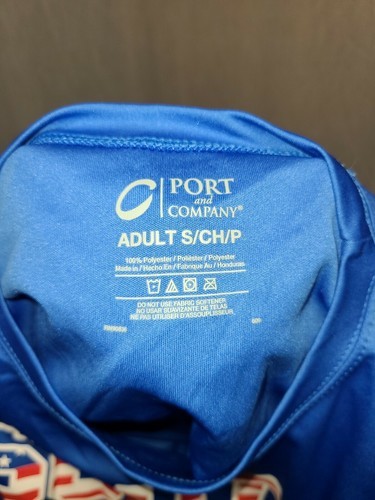 PORT
and
COMPANY®
ADULT S/CH/P
100% Polyester / Poliéster / Polyester
Made in / Hecho En / Fabrique Au / Honduras
DO NOT USE FABRIC SOFTENER
NO USAR SUAVIZANTE DE TELAS
NE PAS UTILISER D'ASSOUPLISSEUR